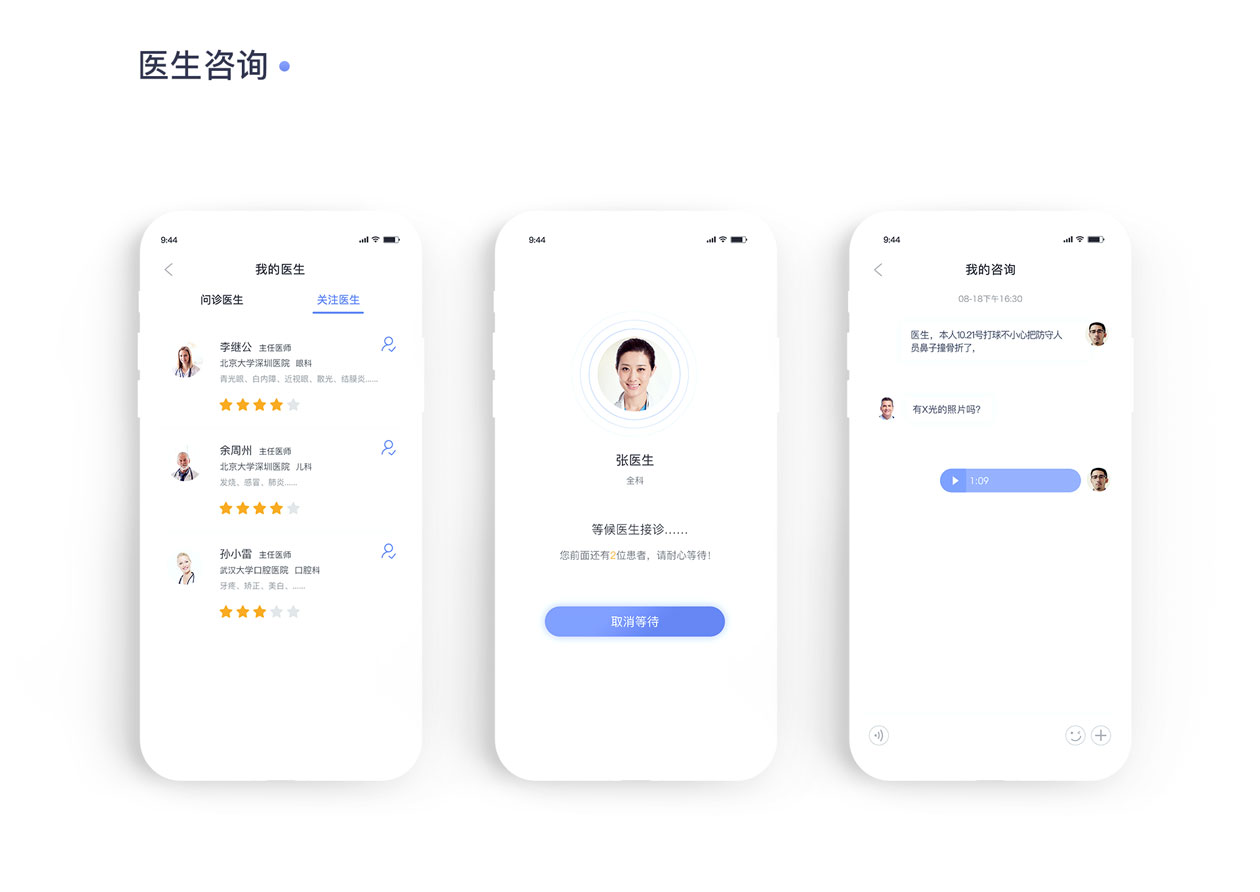 医生咨询
9:44
我的医生
问诊医生 关注医生
李继公 主任医师
北京大学深圳医院 眼科
青光眼、白内障、近视眼、散光、结膜炎......
余周州 主任医师
北京大学深圳医院 儿科
发烧、感冒、肺炎......
孙小雷 主任医师
武汉大学口腔医院 口腔科
牙疼、矫正、美白、......
9:44
张医生
全科
等候医生接诊......
您前面还有2位患者，请耐心等待！
取消等待
9:44
我的咨询
08-18下午16:30
医生，本人10.21号打球不小心把防守人
员鼻子撞骨折了，
有X光的照片吗？
1:09